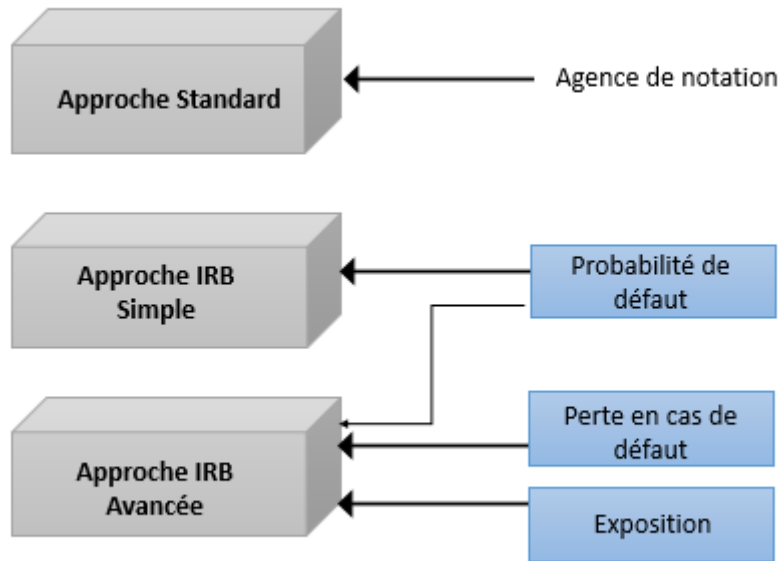 Approche Standard
Agence de notation
Approche IRB
Simple
Probabilité de
défaut
Approche IRB
Avancée
Perte en cas de
défaut
Exposition